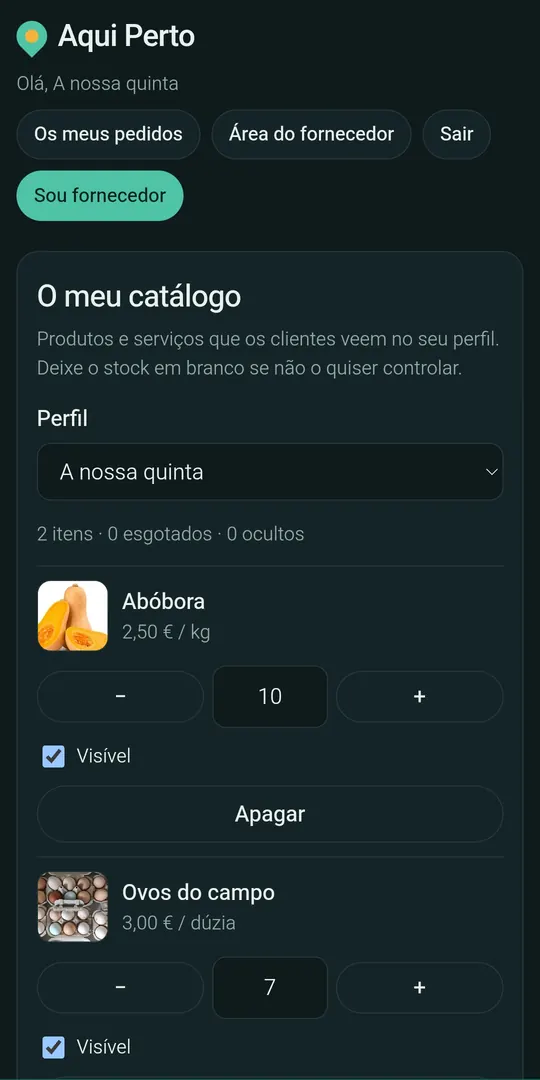 Aqui Perto
Olá, A nossa quinta
Os meus pedidos
Área do fornecedor
Sair
Sou fornecedor
O meu catálogo
Produtos e serviços que os clientes veem no seu perfil.
Deixe o stock em branco se não o quiser controlar.
Perfil
A nossa quinta
2 itens · 0 esgotados · 0 ocultos
Abóbora
2,50 € / kg
− 10 +
Visível
Apagar
Ovos do campo
3,00 € / dúzia
− 7 +
Visível